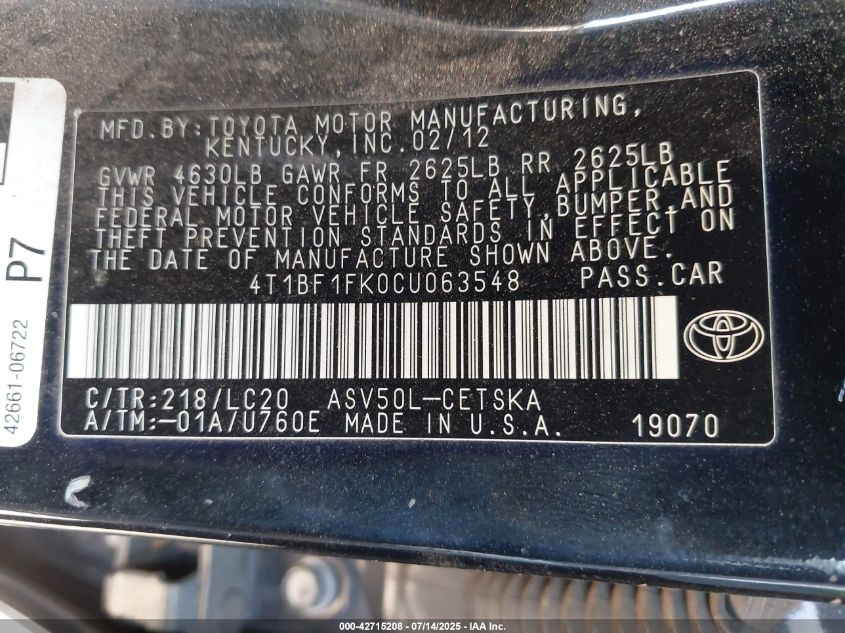 MFD. BY: TOYOTA MOTOR MANUFACTURING,
KENTUCKY, INC. 02/12
GVWR 4630LB GAWR FR 2625LB RR 2625LB
THIS VEHICLE CONFORMS TO ALL APPLICABLE
FEDERAL MOTOR VEHICLE SAFETY, BUMPER, AND
THEFT PREVENTION STANDARDS IN EFFECT ON
THE DATE OF MANUFACTURE SHOWN ABOVE.
4T1BF1FK0CU063548 PASS. CAR
C/TR: 218/LC20 ASV50L-CETSKA
A/TM: -01A/U760E MADE IN U.S.A. 19070
P7
42661-06722
000-42715208 | 07/14/2025 - IAA Inc.